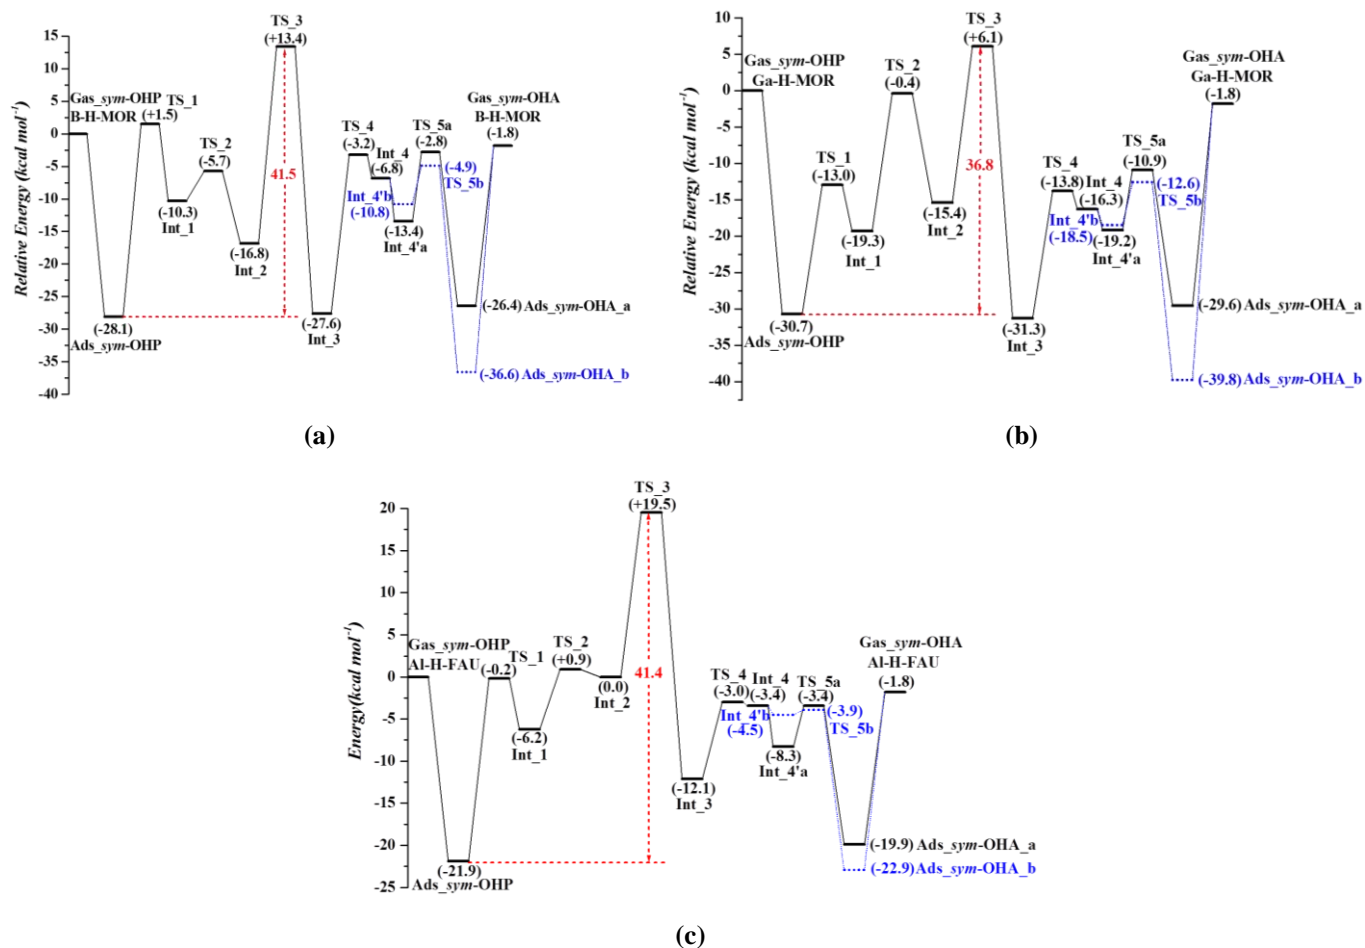 TS_3
(+13.4)
15
10
5
0
-5
-10
-15
-20
-25
-30
-35
-40
Relative Energy (kcal mol⁻¹)
Gas_sym-OHP
B-H-MOR
TS_1
(+1.5)
TS_2
(-5.7)
41.5
(-10.3)
Int_1
(-16.8)
Int_2
(-28.1)
Ads_sym-OHP
(-27.6)
Int_3
TS_4
(-3.2)
Int_4
(-6.8)
Int_4'b
(-10.8)
(-13.4)
Int_4'a
TS_5a
(-2.8)
(-4.9)
TS_5b
Gas_sym-OHA
B-H-MOR
(-1.8)
(-26.4) Ads_sym-OHA_a
(-36.6) Ads_sym-OHA_b
(a)
TS_3
(+6.1)
10
5
0
-5
-10
-15
-20
-25
-30
-35
-40
Relative Energy (kcal mol⁻¹)
Gas_sym-OHP
Ga-H-MOR
TS_2
(-0.4)
TS_1
(-13.0)
36.8
(-19.3)
Int_1
(-15.4)
Int_2
(-30.7)
Ads_sym-OHP
(-31.3)
Int_3
TS_4
(-13.8)
Int_4
(-16.3)
Int_4'b
(-18.5)
(-19.2)
Int_4'a
TS_5a
(-10.9)
(-12.6)
TS_5b
Gas_sym-OHA
Ga-H-MOR
(-1.8)
(-29.6) Ads_sym-OHA_a
(-39.8) Ads_sym-OHA_b
(b)
TS_3
(+19.5)
20
15
10
5
0
-5
-10
-15
-20
-25
Energy(kcal mol⁻¹)
Gas_sym-OHP
Al-H-FAU
(-0.2)
TS_1
TS_2
(+0.9)
41.4
(0.0)
Int_2
(-6.2)
Int_1
(-21.9)
Ads_sym-OHP
(-12.1)
Int_3
TS_4
(-3.0)
Int_4
(-3.4)
Int_4'b
(-4.5)
(-8.3)
Int_4'a
TS_5a
(-3.4)
(-3.9)
TS_5b
Gas_sym-OHA
Al-H-FAU
(-1.8)
(-19.9) Ads_sym-OHA_a
(-22.9) Ads_sym-OHA_b
(c)